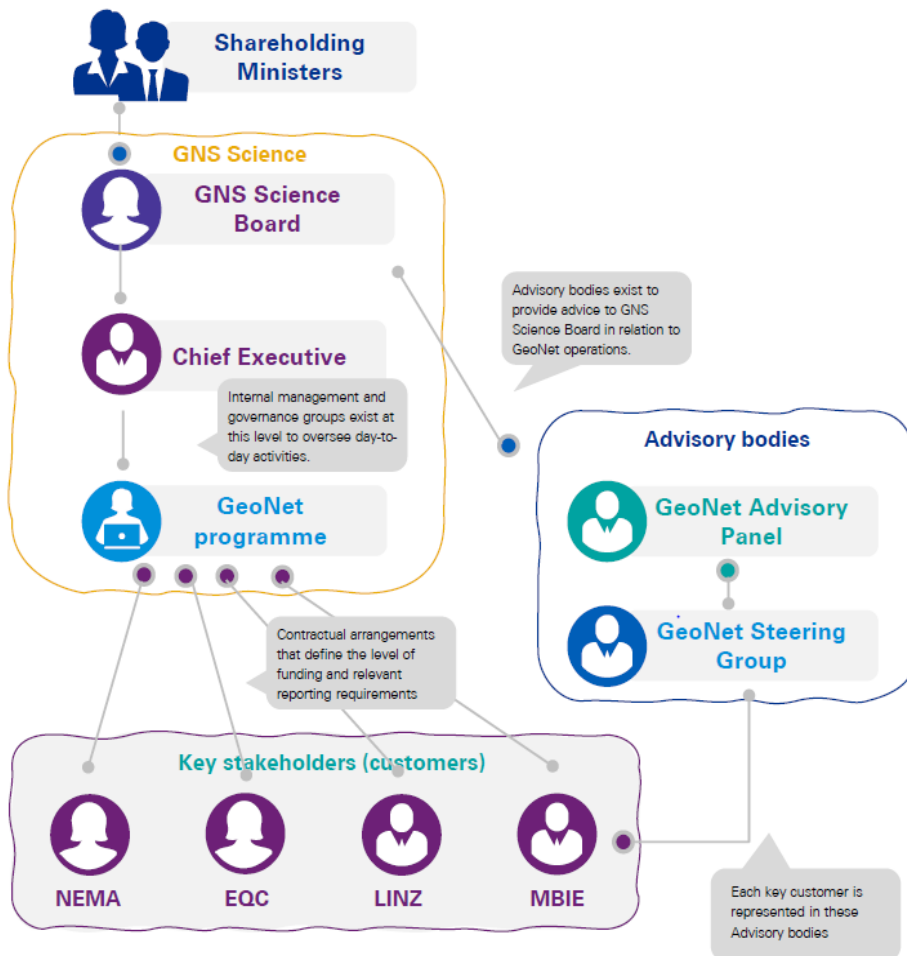 Shareholding
Ministers
GNS Science
GNS Science
Board
Advisory bodies exist to
provide advice to GNS
Science Board in relation to
GeoNet operations.
Chief Executive
Internal management and
governance groups exist at
this level to oversee day-to-
day activities.
Advisory bodies
GeoNet
programme
GeoNet Advisory
Panel
Contractual arrangements
that define the level of
funding and relevant
reporting requirements
GeoNet Steering
Group
Key stakeholders (customers)
NEMA
EQC
LINZ
MBIE
Each key customer is
represented in these
Advisory bodies